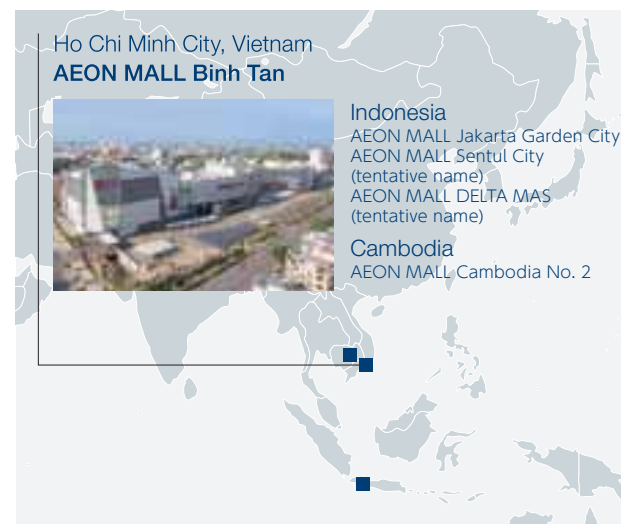 Ho Chi Minh City, Vietnam
AEON MALL Binh Tan
Indonesia
AEON MALL Jakarta Garden City
AEON MALL Sentul City
(tentative name)
AEON MALL DELTA MAS
(tentative name)
Cambodia
AEON MALL Cambodia No. 2